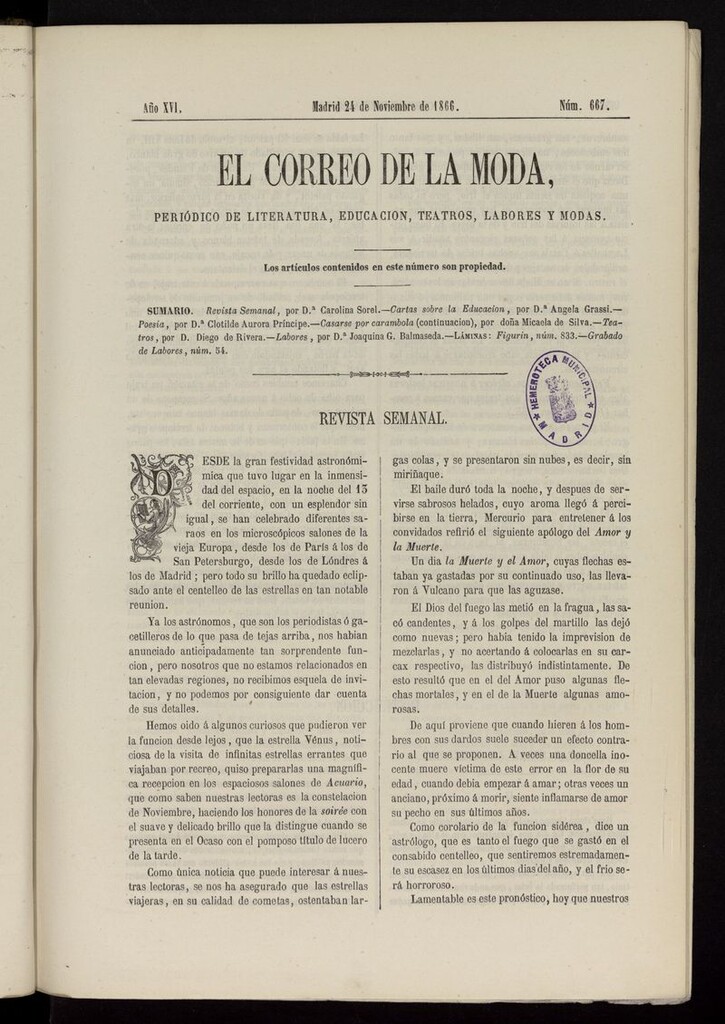 Año XVI.
Madrid 24 de Noviembre de 1866.
Núm. 667.
EL CORREO DE LA MODA,
PERIÓDICO DE LITERATURA, EDUCACION, TEATROS, LABORES Y MODAS.
Los artículos contenidos en este número son propiedad.
SUMARIO. Revista Semanal, por D.ª Carolina Sorel.—Cartas sobre la Educacion, por D.ª Angela Grassi.—
Poesía, por D.ª Clotilde Aurora Príncipe.—Casarse por carambola (continuacion), por doña Micaela de Silva.—Tea-
tros, por D. Diego de Rivera.—Labores, por D.ª Joaquina G. Balmaseda.—LÁMINAS: Figurin, núm. 833.—Grabado
de Labores, núm. 54.
HEMEROTECA MUNICIPAL
MADRID
REVISTA SEMANAL.
DESDE la gran festividad astronómi-
mica que tuvo lugar en la inmensi-
dad del espacio, en la noche del 13
del corriente, con un esplendor sin
igual, se han celebrado diferentes sa-
raos en los microscópicos salones de la
vieja Europa, desde los de París á los de
San Petersburgo, desde los de Lóndres á
los de Madrid; pero todo su brillo ha quedado eclip-
sado ante el centelleo de las estrellas en tan notable
reunion.
Ya los astrónomos, que son los periodistas ó ga-
cetilleros de lo que pasa de tejas arriba, nos habian
anunciado anticipadamente tan sorprendente fun-
cion, pero nosotros que no estamos relacionados en
tan elevadas regiones, no recibimos esquela de invi-
tacion, y no podemos por consiguiente dar cuenta
de sus detalles.
Hemos oido á algunos curiosos que pudieron ver
la funcion desde lejos, que la estrella Vénus, noti-
ciosa de la visita de infinitas estrellas errantes que
viajaban por recreo, quiso prepararlas una magnífi-
ca recepcion en los espaciosos salones de Acuario,
que como saben nuestras lectoras es la constelacion
de Noviembre, haciendo los honores de la soirée con
el suave y delicado brillo que la distingue cuando se
presenta en el Ocaso con el pomposo título de lucero
de la tarde.
Como única noticia que puede interesar á nues-
tras lectoras, se nos ha asegurado que las estrellas
viajeras, en su calidad de cometas, ostentaban lar-
gas colas, y se presentaron sin nubes, es decir, sin
miriñaque.
El baile duró toda la noche, y despues de ser-
virse sabrosos helados, cuyo aroma llegó á perci-
birse en la tierra, Mercurio para entretener á los
convidados refirió el siguiente apólogo del Amor y
la Muerte.
Un dia la Muerte y el Amor, cuyas flechas es-
taban ya gastadas por su continuado uso, las lleva-
ron á Vulcano para que las aguzase.
El Dios del fuego las metió en la fragua, las sa-
có candentes, y á los golpes del martillo las dejó
como nuevas; pero habia tenido la imprevision de
mezclarlas, y no acertando á colocarlas en su car-
cax respectivo, las distribuyó indistintamente. De
esto resultó que en el del Amor puso algunas fle-
chas mortales, y en el de la Muerte algunas amo-
rosas.
De aquí proviene que cuando hieren á los hom-
bres con sus dardos suele suceder un efecto contra-
rio al que se proponen. A veces una doncella ino-
cente muere víctima de este error en la flor de su
edad, cuando debia empezar á amar; otras veces un
anciano, próximo á morir, siente inflamarse de amor
su pecho en sus últimos años.
Como corolario de la funcion sidérea, dice un
astrólogo, que es tanto el fuego que se gastó en el
consabido centelleo, que sentiremos estremadamen-
te su escasez en los últimos dias del año, y el frio se-
rá horroroso.
Lamentable es este pronóstico, hoy que nuestros